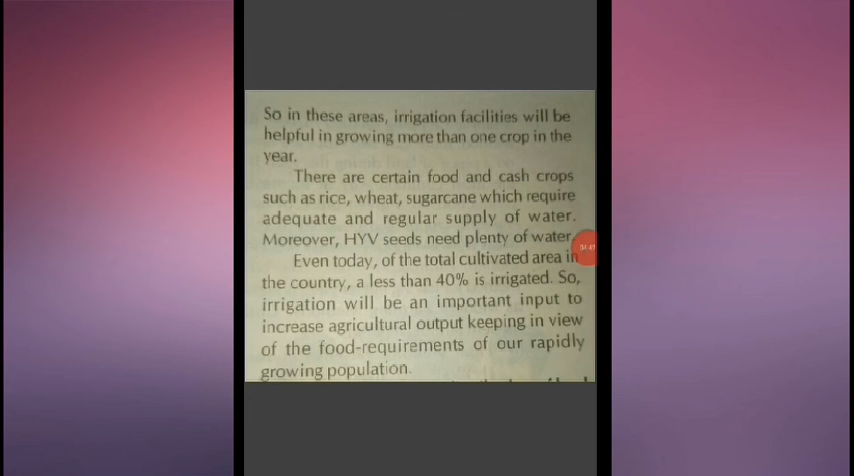 So in these areas, irrigation facilities will be
helpful in growing more than one crop in the
year.
There are certain food and cash crops
such as rice, wheat, sugarcane which require
adequate and regular supply of water.
Moreover, HYV seeds need plenty of water.
Even today, of the total cultivated area in
the country, a less than 40% is irrigated. So,
irrigation will be an important input to
increase agricultural output keeping in view
of the food-requirements of our rapidly
growing population.